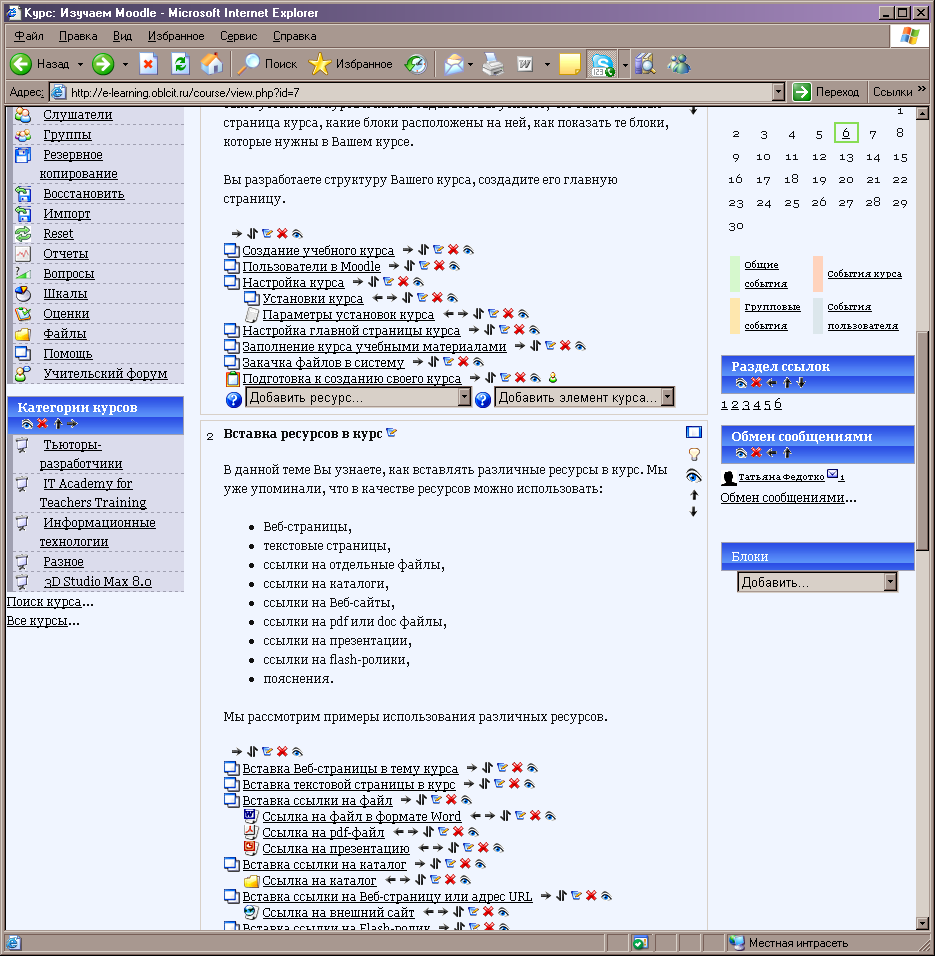 Курс: Изучаем Moodle - Microsoft Internet Explorer
Файл Правка Вид Избранное Сервис Справка
Назад Поиск Избранное
Адрес: http://e-learning.oblcit.ru/course/view.php?id=7 Переход Ссылки »
Слушатели
Группы
Резервное
копирование
Восстановить
Импорт
Reset
Отчеты
Вопросы
Шкалы
Оценки
Файлы
Помощь
Учительский форум
Категории курсов
Тьюторы-
разработчики
IT Academy for
Teachers Training
Информационные
технологии
Разное
3D Studio Max 8.0
Поиск курса...
Все курсы...
страница курса, какие блоки расположены на ней, как показать те блоки,
которые нужны в Вашем курсе.
Вы разработаете структуру Вашего курса, создадите его главную
страницу.
Создание учебного курса
Пользователи в Moodle
Настройка курса
Установки курса
Параметры установок курса
Настройка главной страницы курса
Заполнение курса учебными материалами
Закачка файлов в систему
Подготовка к созданию своего курса
Добавить ресурс... Добавить элемент курса...
2 Вставка ресурсов в курс
В данной теме Вы узнаете, как вставлять различные ресурсы в курс. Мы
уже упоминали, что в качестве ресурсов можно использовать:
• Веб-страницы,
• текстовые страницы,
• ссылки на отдельные файлы,
• ссылки на каталоги,
• ссылки на Веб-сайты,
• ссылки на pdf или doc файлы,
• ссылки на презентации,
• ссылки на flash-ролики,
• пояснения.
Мы рассмотрим примеры использования различных ресурсов.
Вставка Веб-страницы в тему курса
Вставка текстовой страницы в курс
Вставка ссылки на файл
Ссылка на файл в формате Word
Ссылка на pdf-файл
Ссылка на презентацию
Вставка ссылки на каталог
Ссылка на каталог
Вставка ссылки на Веб-страницу или адрес URL
Ссылка на внешний сайт
Вставка ссылки на Flash-ролик
1
2 3 4 5 6 7 8
9 10 11 12 13 14 15
16 17 18 19 20 21 22
23 24 25 26 27 28 29
30
Общие
события
События курса
Групповые
события
События
пользователя
Раздел ссылок
1 2 3 4 5 6
Обмен сообщениями
Татьяна Федотко 1
Обмен сообщениями...
Блоки
Добавить...
Местная интрасеть